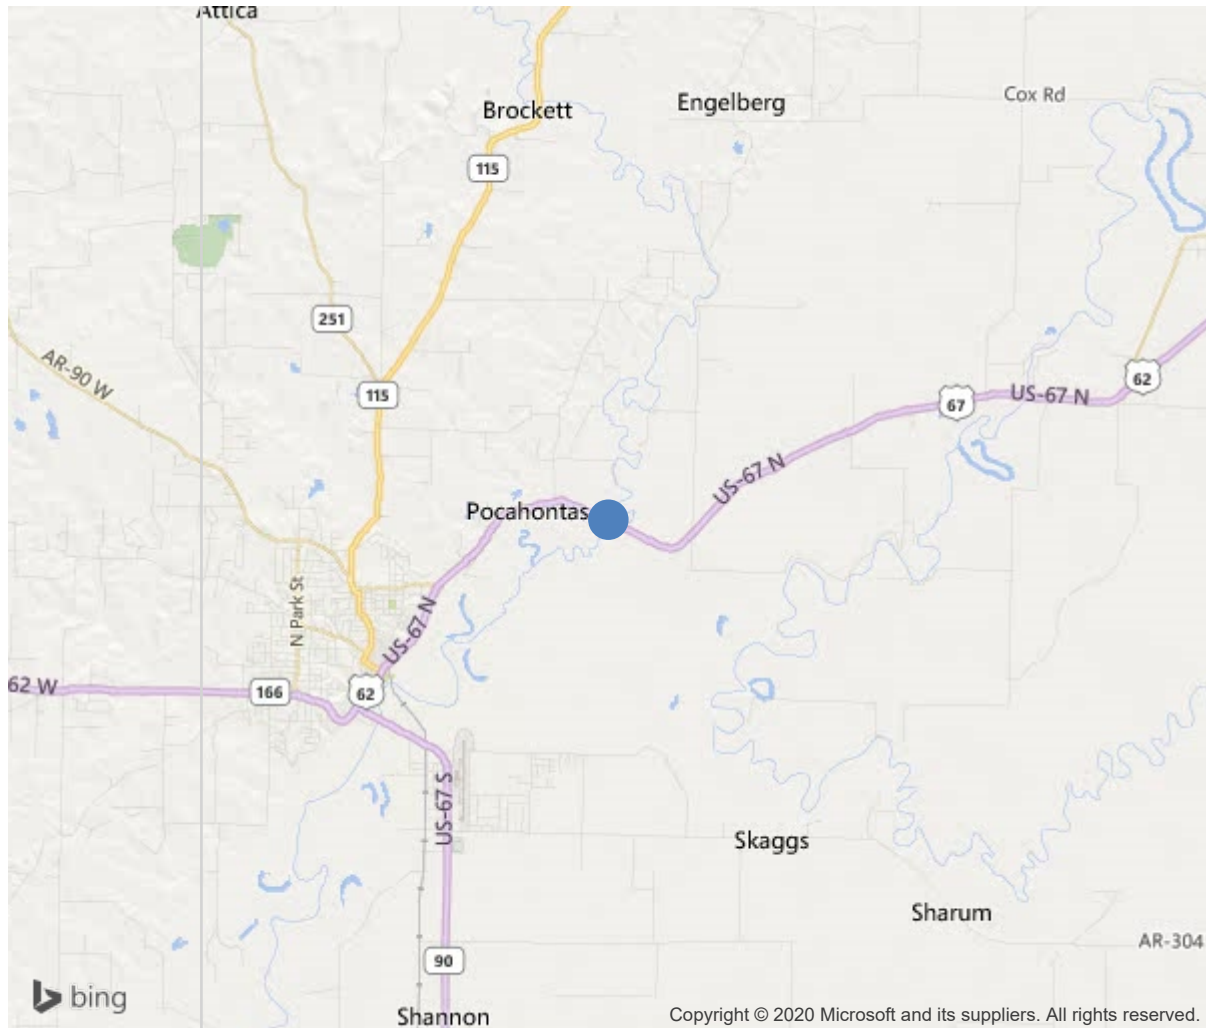 Attica
Brockett
Engelberg
Cox Rd
115
251
AR-90 W
115
62
67
US-67 N
US-67 N
Pocahontas
N Park St
US-67 N
62 W
166
62
US-67 S
Skaggs
Sharum
AR-304
90
bing
Shannon
Copyright © 2020 Microsoft and its suppliers. All rights reserved.